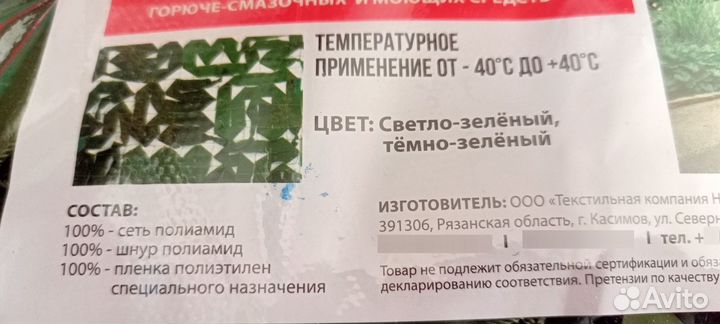 ГОРЮЧЕ-СМАЗОЧНЫХ И МОЮЩИХ СРЕДСТВ
ТЕМПЕРАТУРНОЕ
ПРИМЕНЕНИЕ ОТ - 40°С ДО +40°С
ЦВЕТ: Светло-зелёный,
тёмно-зелёный
СОСТАВ:
100% - сеть полиамид
100% - шнур полиамид
100% - пленка полиэтилен
специального назначения
ИЗГОТОВИТЕЛЬ: ООО «Текстильная компания Н
391306, Рязанская область, г. Касимов, ул. Северн
І І тел. +
Товар не подлежит обязательной сертификации и обяза
декларированию соответствия. Претензии по качеству
Avito